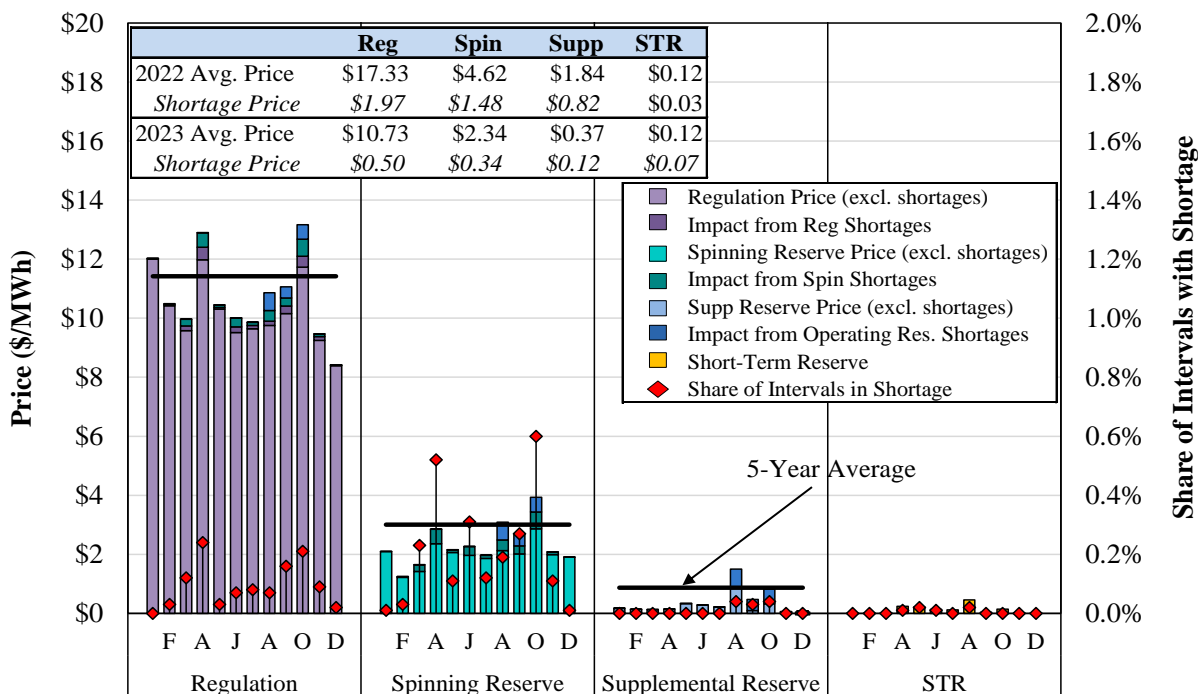 $20
$18
$16
$14
$12
$10
$8
$6
$4
$2
$0
Price ($/MWh)
Reg Spin Supp STR
2022 Avg. Price $17.33 $4.62 $1.84 $0.12
Shortage Price $1.97 $1.48 $0.82 $0.03
2023 Avg. Price $10.73 $2.34 $0.37 $0.12
Shortage Price $0.50 $0.34 $0.12 $0.07
Regulation Price (excl. shortages)
Impact from Reg Shortages
Spinning Reserve Price (excl. shortages)
Impact from Spin Shortages
Supp Reserve Price (excl. shortages)
Impact from Operating Res. Shortages
Short-Term Reserve
Share of Intervals in Shortage
5-Year Average
2.0%
1.8%
1.6%
1.4%
1.2%
1.0%
0.8%
0.6%
0.4%
0.2%
0.0%
Share of Intervals with Shortage
F A J A O D F A J A O D F A J A O D F A J A O D
Regulation Spinning Reserve Supplemental Reserve STR